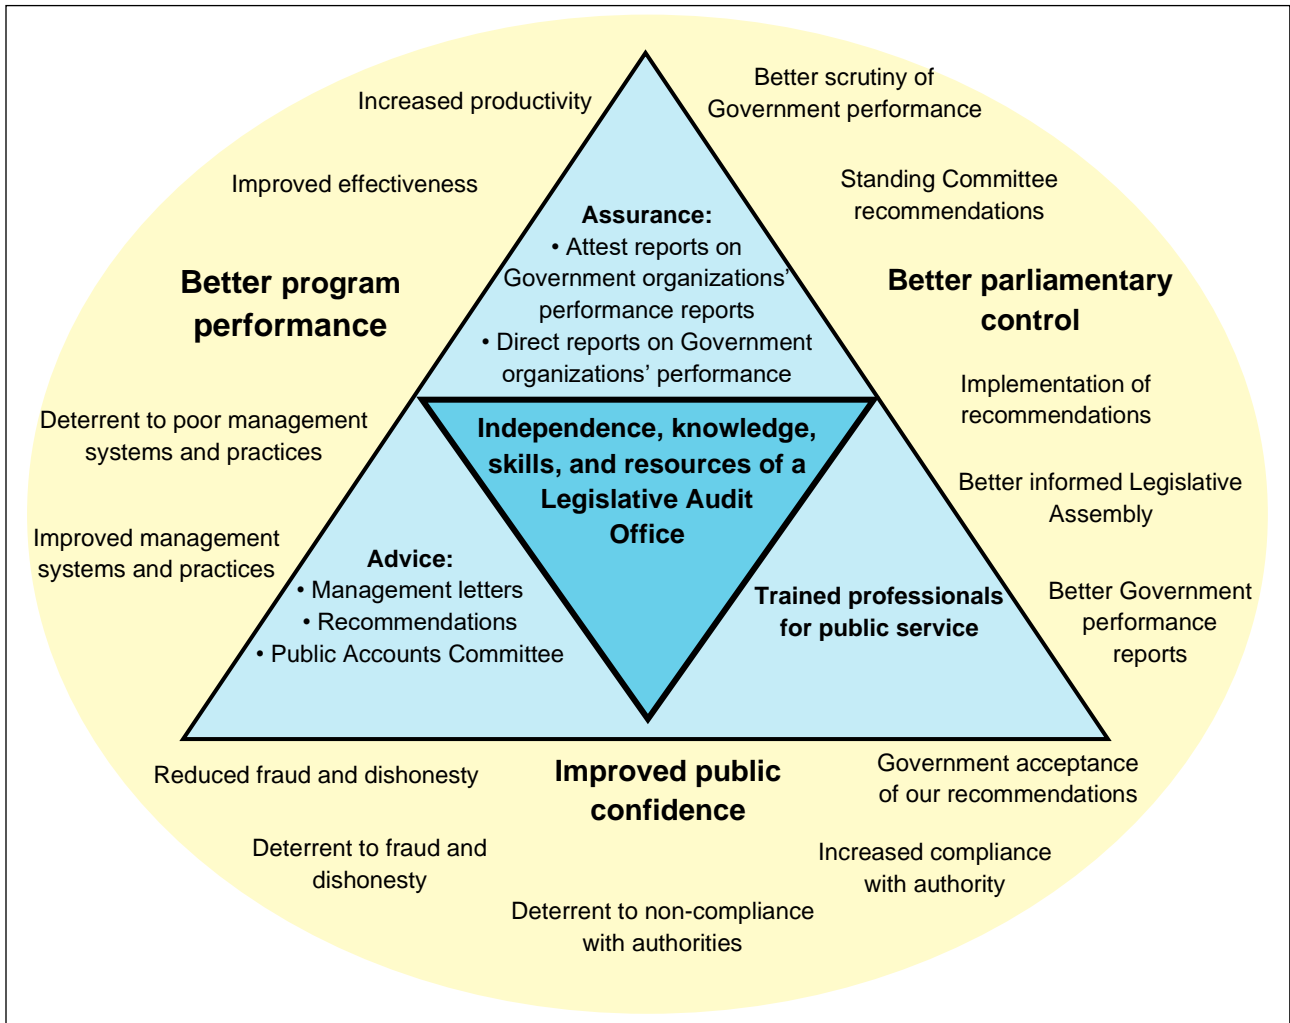 Increased productivity
Better scrutiny of
Government performance
Improved effectiveness
Standing Committee
recommendations
Assurance:
• Attest reports on
Government organizations’
performance reports
• Direct reports on Government
organizations’ performance
Better program
performance
Better parliamentary
control
Implementation of
recommendations
Deterrent to poor management
systems and practices
Independence, knowledge,
skills, and resources of a
Legislative Audit
Office
Better informed Legislative
Assembly
Improved management
systems and practices
Advice:
• Management letters
• Recommendations
• Public Accounts Committee
Trained professionals
for public service
Better Government
performance
reports
Reduced fraud and dishonesty
Improved public
confidence
Government acceptance
of our recommendations
Deterrent to fraud and
dishonesty
Increased compliance
with authority
Deterrent to non-compliance
with authorities